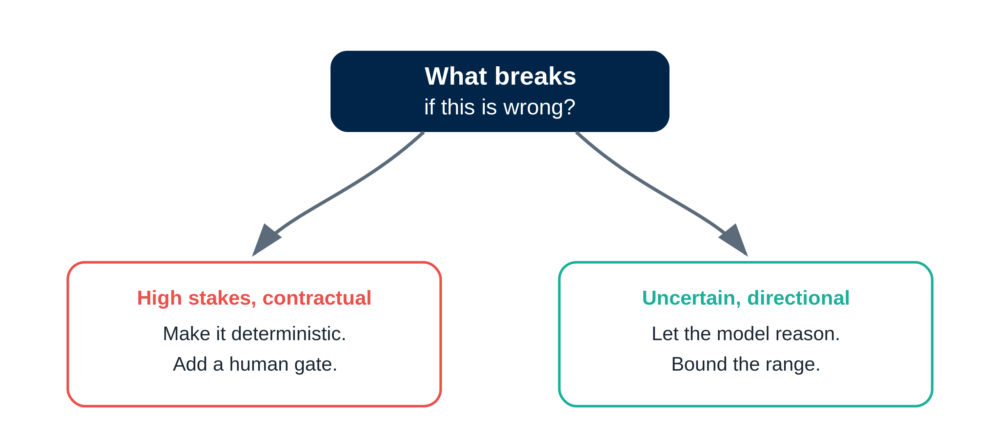 What breaks
if this is wrong?
High stakes, contractual
Make it deterministic.
Add a human gate.
Uncertain, directional
Let the model reason.
Bound the range.